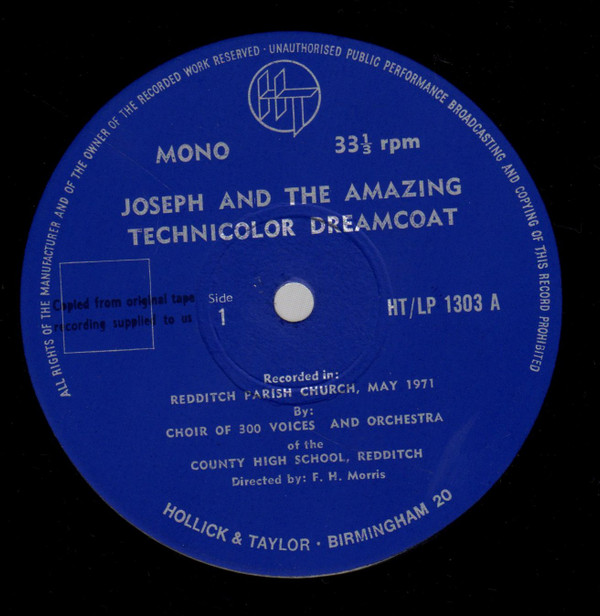 ALL RIGHTS OF THE MANUFACTURER AND OF THE OWNER OF THE RECORDED WORK RESERVED · UNAUTHORISED PUBLIC PERFORMANCE BROADCASTING AND COPYING OF THIS RECORD PROHIBITED
HT
MONO
33⅓ rpm
JOSEPH AND THE AMAZING
TECHNICOLOR DREAMCOAT
Copied from original tape
recording supplied to us
Side
1
HT/LP 1303 A
Recorded in:
REDDITCH PARISH CHURCH, MAY 1971
By:
CHOIR OF 300 VOICES AND ORCHESTRA
of the
COUNTY HIGH SCHOOL, REDDITCH
Directed by: F. H. Morris
HOLLICK & TAYLOR · BIRMINGHAM 20